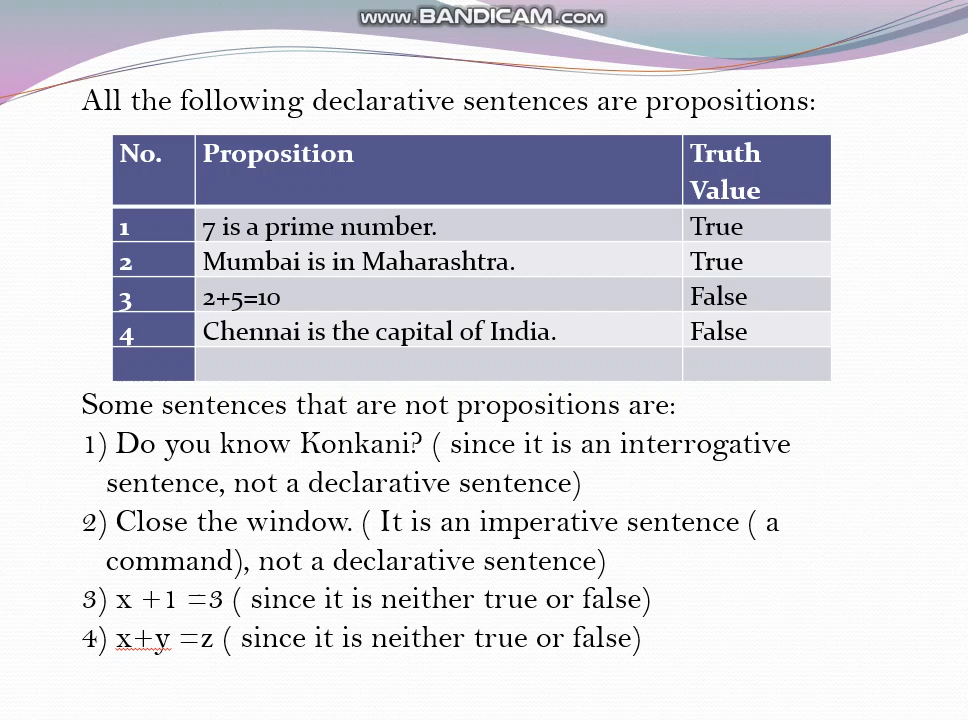 www.BANDICAM.com
All the following declarative sentences are propositions:
No. Proposition Truth Value
1 7 is a prime number. True
2 Mumbai is in Maharashtra. True
3 2+5=10 False
4 Chennai is the capital of India. False
Some sentences that are not propositions are:
1) Do you know Konkani? ( since it is an interrogative
sentence, not a declarative sentence)
2) Close the window. ( It is an imperative sentence ( a
command), not a declarative sentence)
3) x +1 =3 ( since it is neither true or false)
4) x+y =z ( since it is neither true or false)